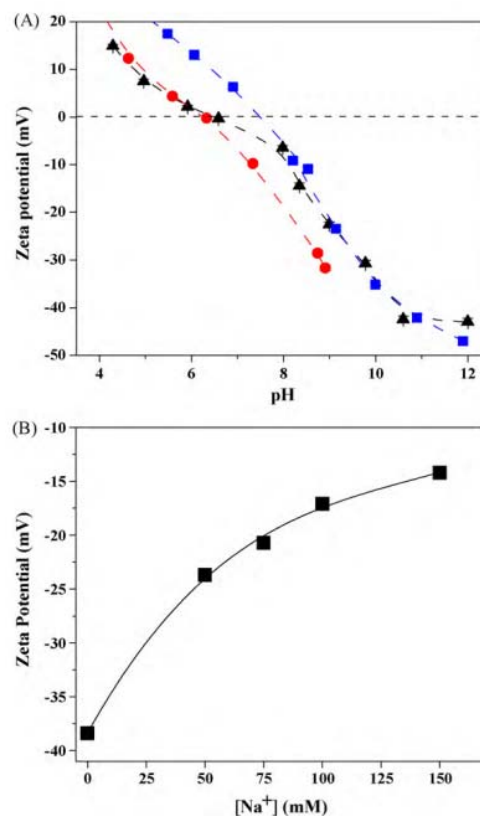 (A)
20
10
0
-10
-20
-30
-40
-50
Zeta potential (mV)
4 6 8 10 12
pH
(B)
-10
-15
-20
-25
-30
-35
-40
Zeta Potential (mV)
0 25 50 75 100 125 150
[Na⁺] (mM)